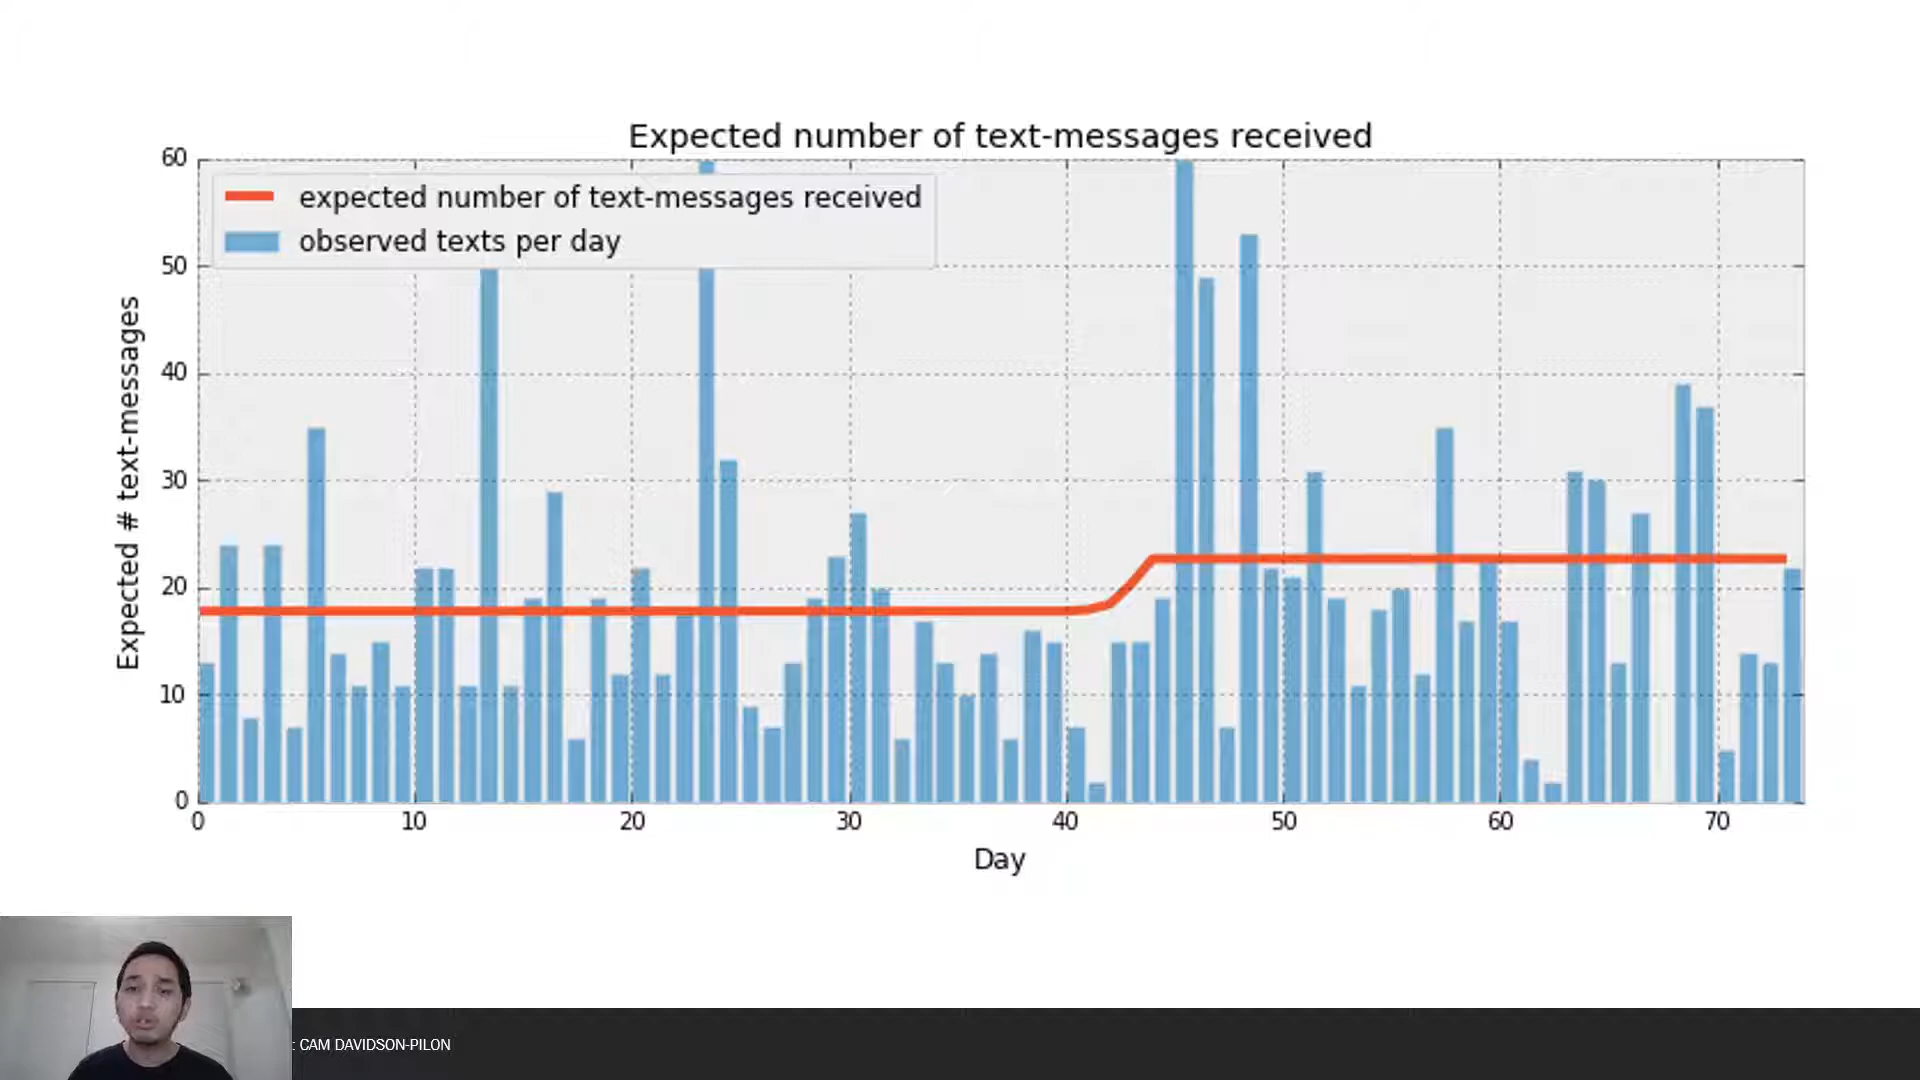 Expected number of text-messages received
expected number of text-messages received
observed texts per day
Expected # text-messages
60
50
40
30
20
10
0
0 10 20 30 40 50 60 70
Day
: CAM DAVIDSON-PILON